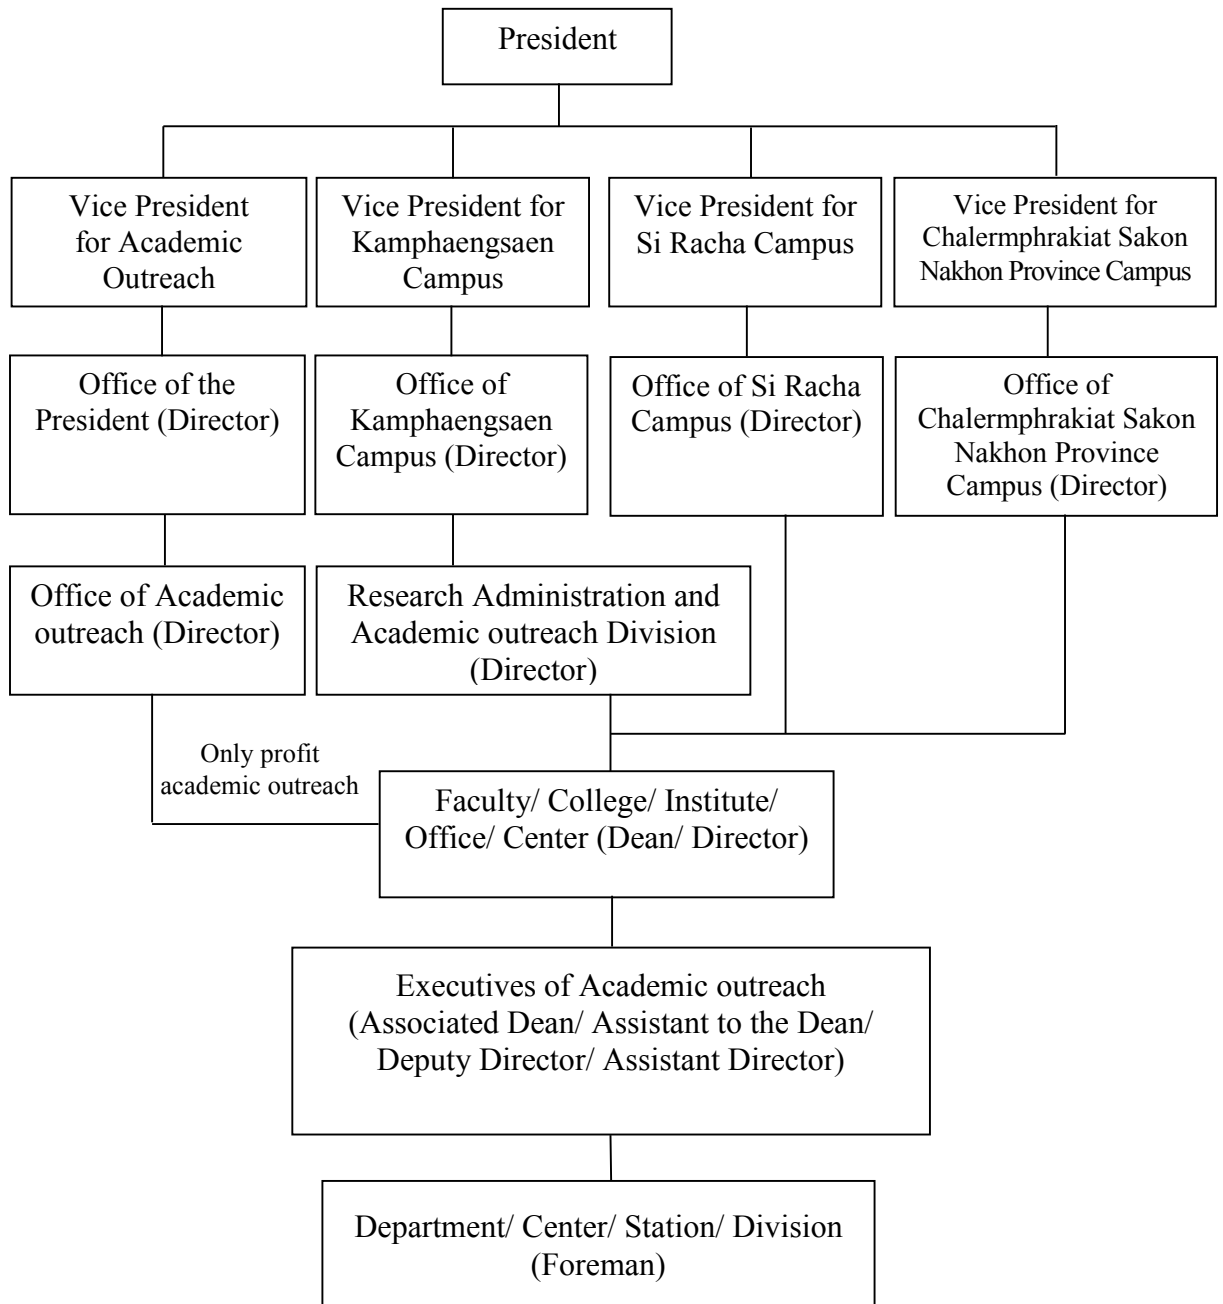 President
Vice President
for Academic
Outreach
Vice President for
Kamphaengsaen
Campus
Vice President for
Si Racha Campus
Vice President for
Chalermphrakiat Sakon
Nakhon Province Campus
Office of the
President (Director)
Office of
Kamphaengsaen
Campus (Director)
Office of Si Racha
Campus (Director)
Office of
Chalermphrakiat Sakon
Nakhon Province
Campus (Director)
Office of Academic
outreach (Director)
Research Administration and
Academic outreach Division
(Director)
Only profit
academic outreach
Faculty/ College/ Institute/
Office/ Center (Dean/ Director)
Executives of Academic outreach
(Associated Dean/ Assistant to the Dean/
Deputy Director/ Assistant Director)
Department/ Center/ Station/ Division
(Foreman)